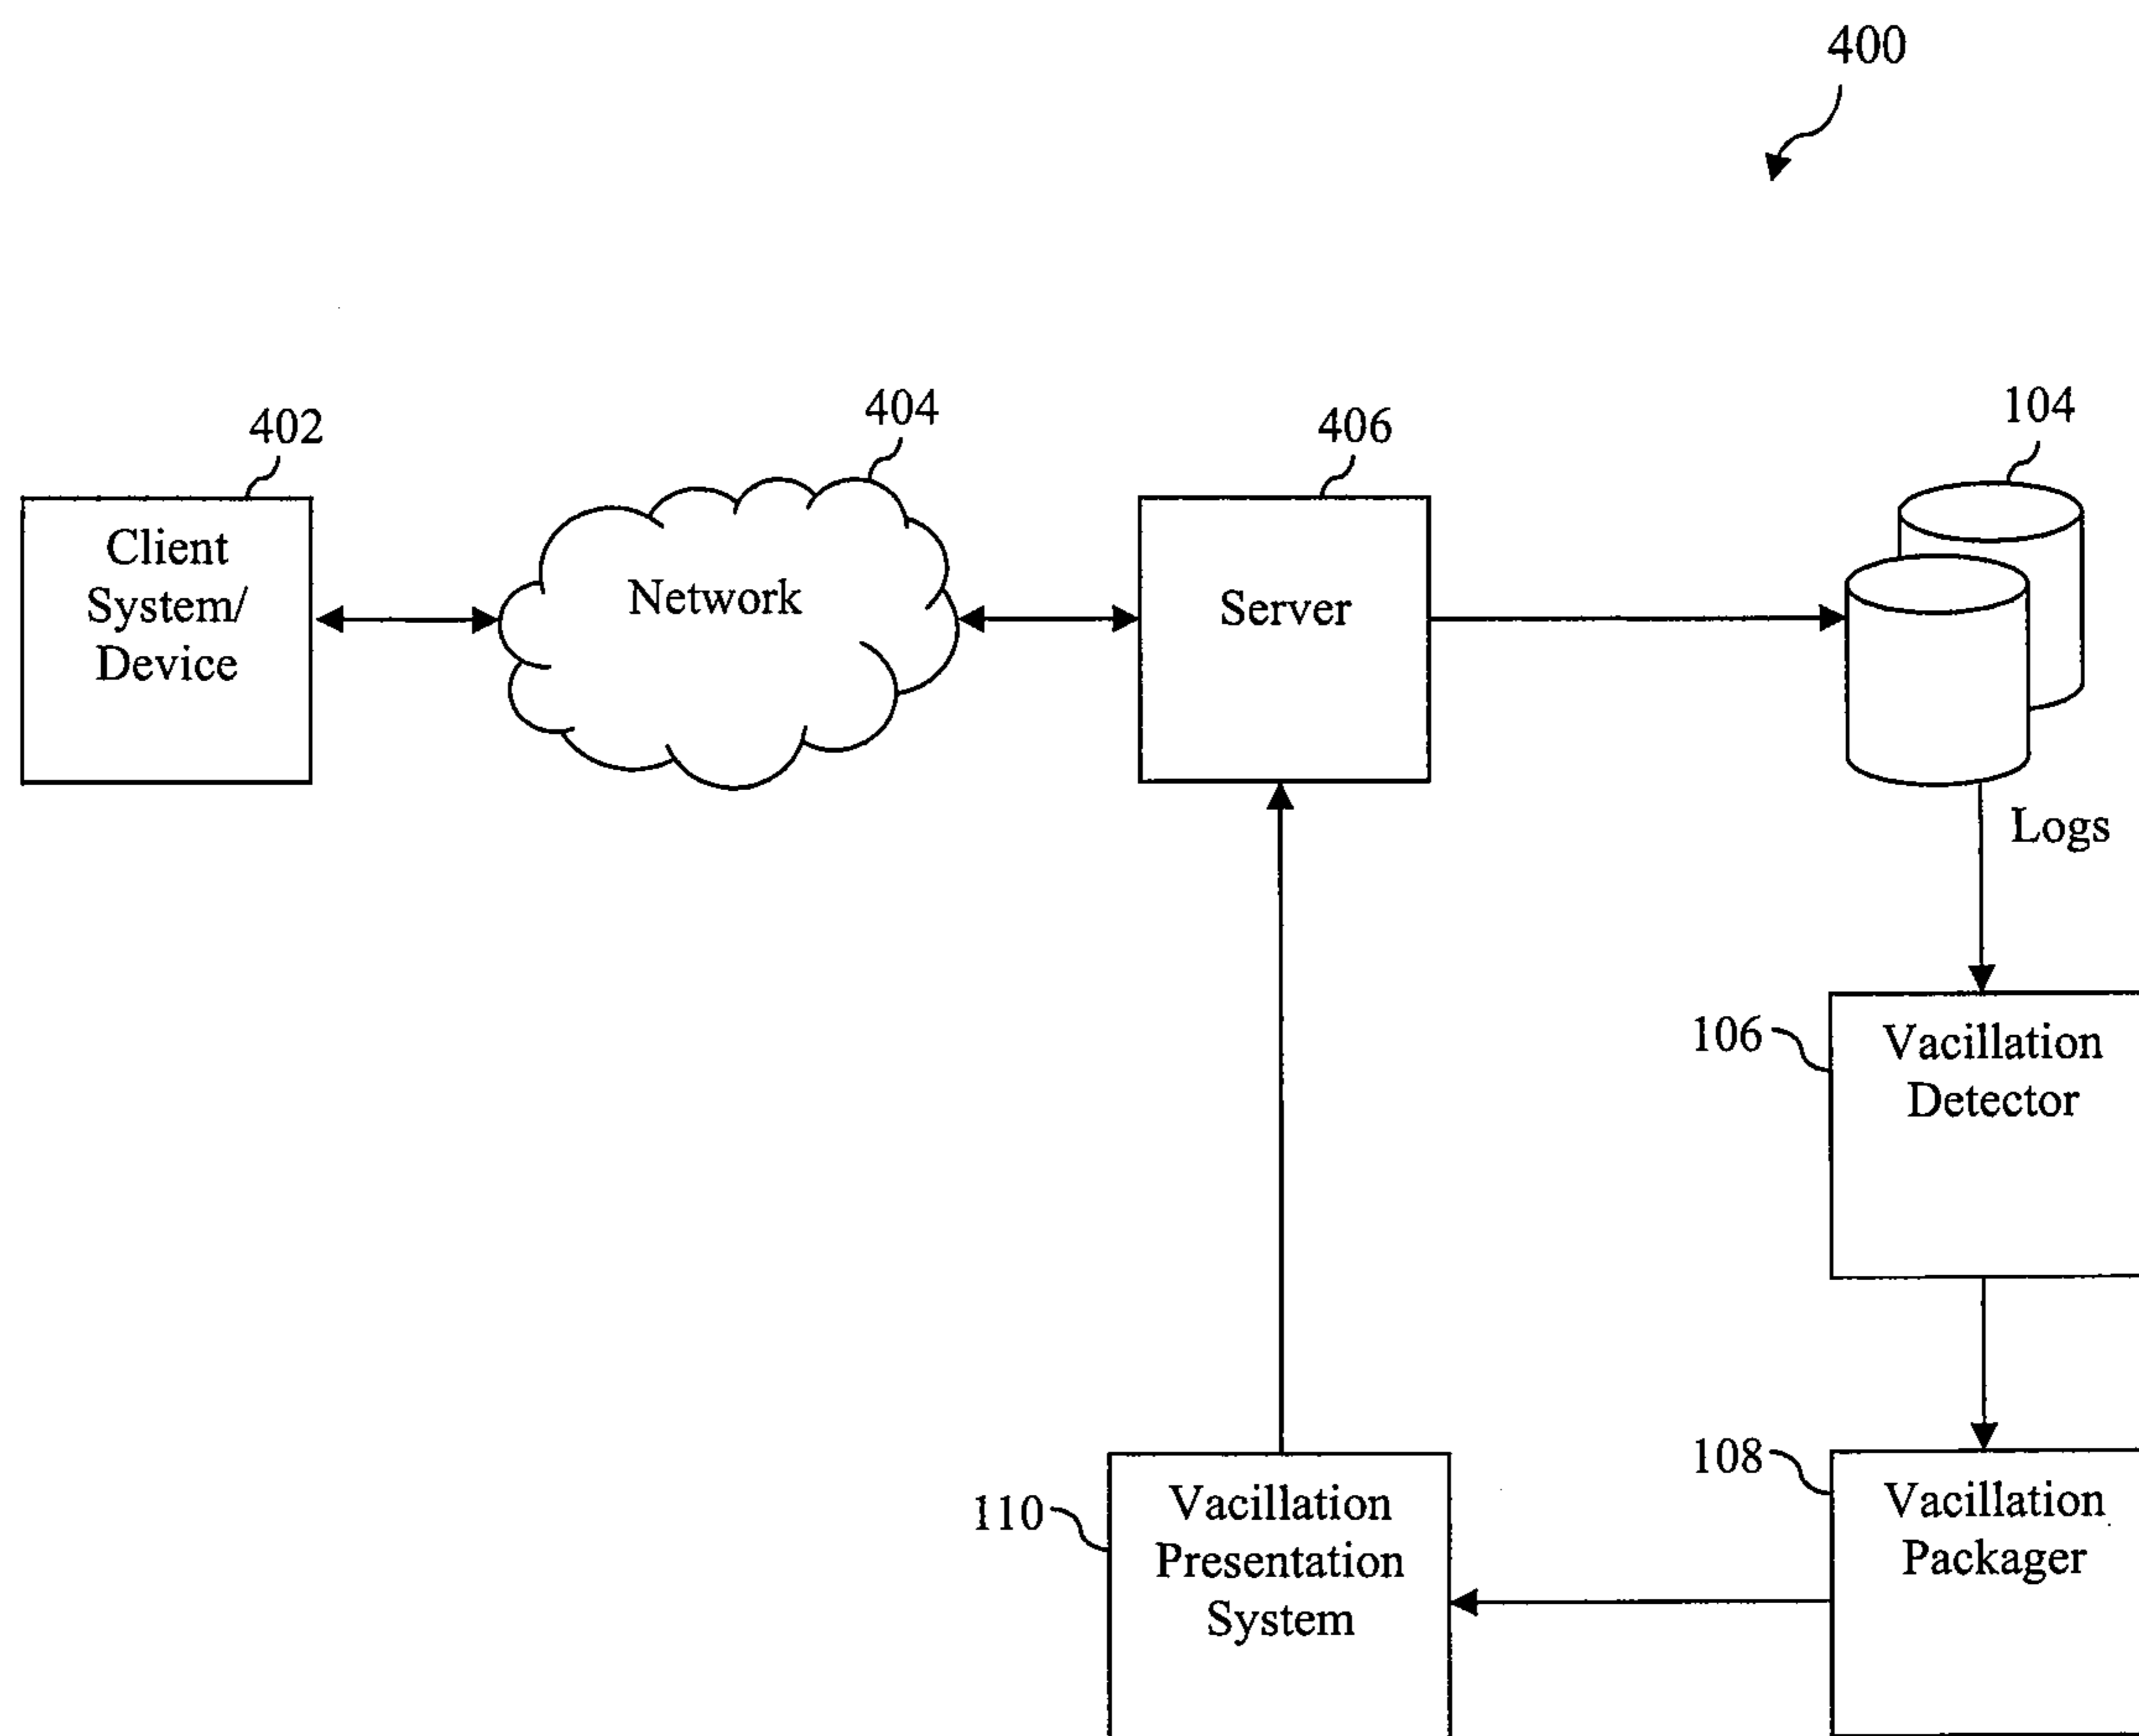 400
402
404
406
104
Client
System/
Device
Network
Server
Logs
106
Vacillation
Detector
108
Vacillation
Packager
110
Vacillation
Presentation
System